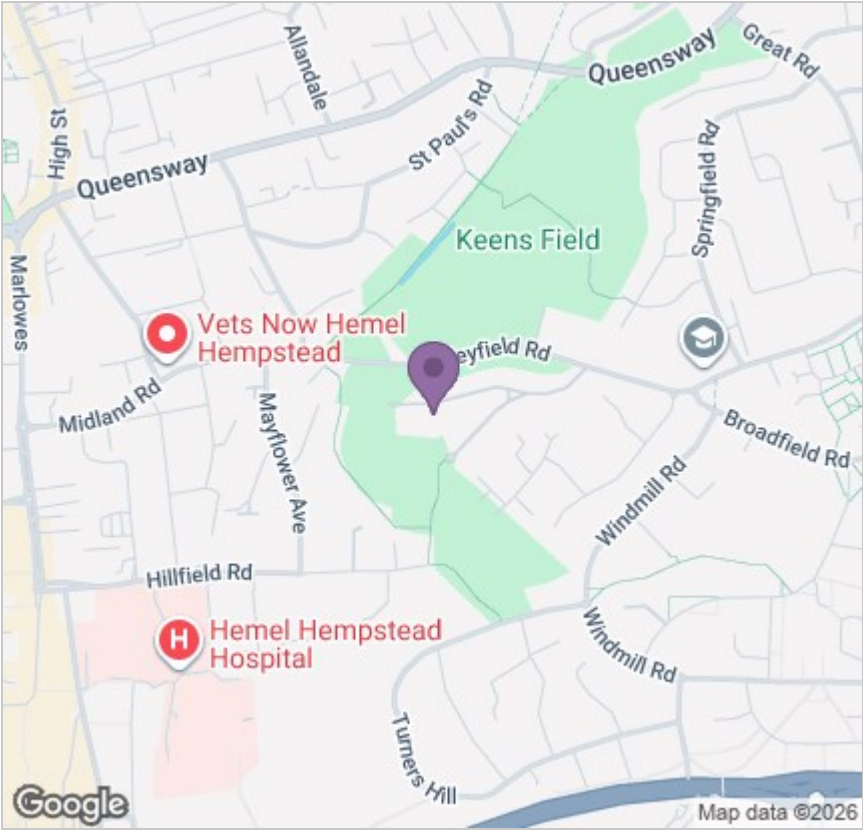 Allandale
Queensway
Great Rd
High St
St Paul's Rd
Springfield Rd
Queensway
Keens Field
Marlowes
Vets Now Hemel
Hempstead
eyfield Rd
Midland Rd
Mayflower Ave
Broadfield Rd
Windmill Rd
Hillfield Rd
H
Hemel Hempstead
Hospital
Windmill Rd
Turners Hill
Google
Map data ©2026